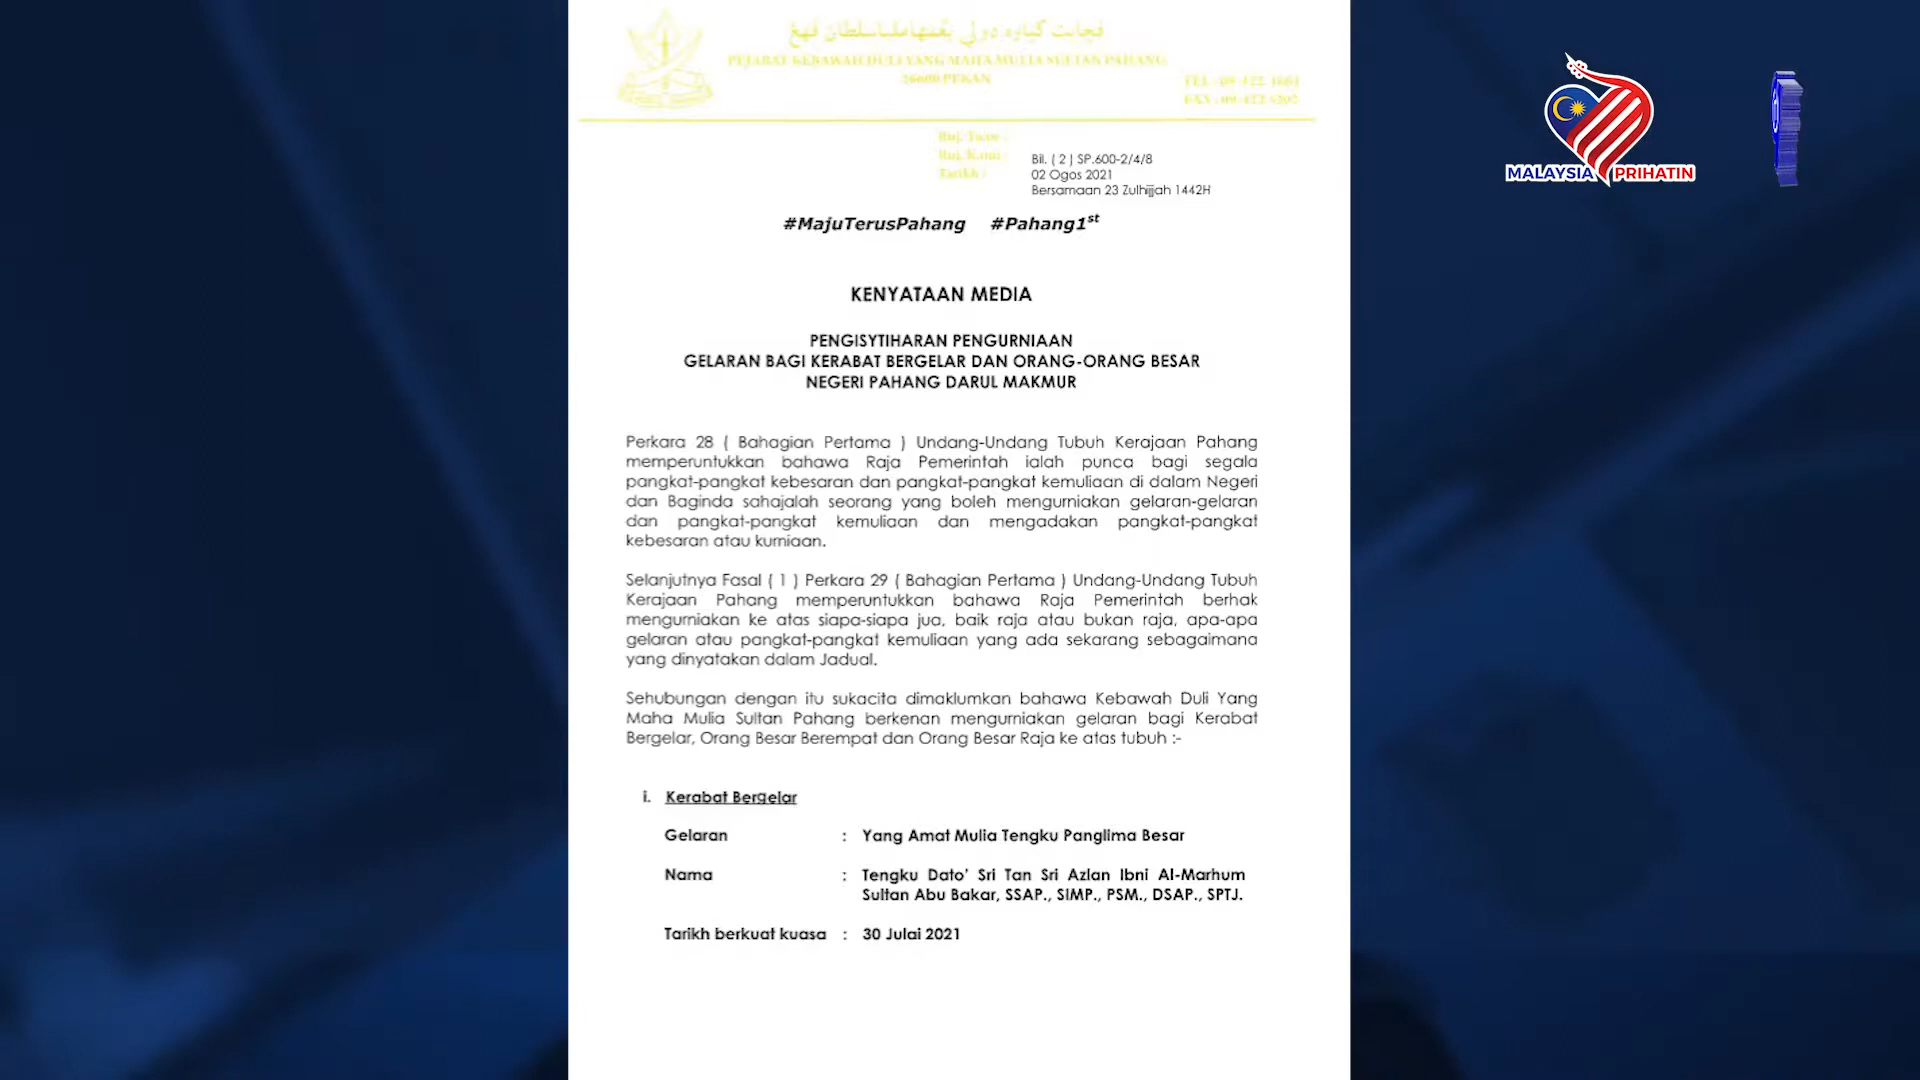 PEJABAT KEBAWAH DULI YANG MAHA MULIA SULTAN PAHANG
26600 PEKAN
Ruj. Tuan :
Ruj. Kami :
Tarikh :
Bil. ( 2 ) SP.600-2/4/8
02 Ogos 2021
Bersamaan 23 Zulhijjah 1442H
MALAYSIA PRIHATIN
#MajuTerusPahang #Pahang1st
KENYATAAN MEDIA
PENGISYTIHARAN PENGURNIAAN
GELARAN BAGI KERABAT BERGELAR DAN ORANG-ORANG BESAR
NEGERI PAHANG DARUL MAKMUR
Perkara 28 ( Bahagian Pertama ) Undang-Undang Tubuh Kerajaan Pahang
memperuntukkan bahawa Raja Pemerintah ialah punca bagi segala
pangkat-pangkat kebesaran dan pangkat-pangkat kemuliaan di dalam Negeri
dan Baginda sahajalah seorang yang boleh mengurniakan gelaran-gelaran
dan pangkat-pangkat kemuliaan dan mengadakan pangkat-pangkat
kebesaran atau kurniaan.
Selanjutnya Fasal ( 1 ) Perkara 29 ( Bahagian Pertama ) Undang-Undang Tubuh
Kerajaan Pahang memperuntukkan bahawa Raja Pemerintah berhak
mengurniakan ke atas siapa-siapa jua, baik raja atau bukan raja, apa-apa
gelaran atau pangkat-pangkat kemuliaan yang ada sekarang sebagaimana
yang dinyatakan dalam Jadual.
Sehubungan dengan itu sukacita dimaklumkan bahawa Kebawah Duli Yang
Maha Mulia Sultan Pahang berkenan mengurniakan gelaran bagi Kerabat
Bergelar, Orang Besar Berempat dan Orang Besar Raja ke atas tubuh :-
i. Kerabat Bergelar
Gelaran : Yang Amat Mulia Tengku Panglima Besar
Nama : Tengku Dato' Sri Tan Sri Azlan Ibni Al-Marhum
Sultan Abu Bakar, SSAP., SIMP., PSM., DSAP., SPTJ.
Tarikh berkuat kuasa : 30 Julai 2021